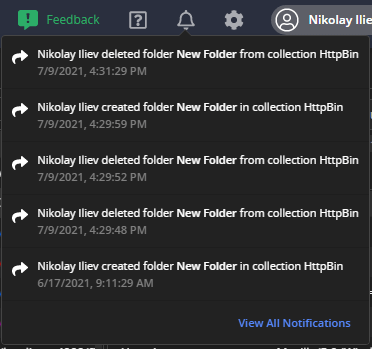 Feedback
Nikolay Ilie
Nikolay Iliev deleted folder New Folder from collection HttpBin
7/9/2021, 4:31:29 PM
Nikolay Iliev created folder New Folder in collection HttpBin
7/9/2021, 4:29:59 PM
Nikolay Iliev deleted folder New Folder from collection HttpBin
7/9/2021, 4:29:52 PM
Nikolay Iliev deleted folder New Folder from collection HttpBin
7/9/2021, 4:29:48 PM
Nikolay Iliev created folder New Folder in collection HttpBin
6/17/2021, 9:11:29 AM
View All Notifications